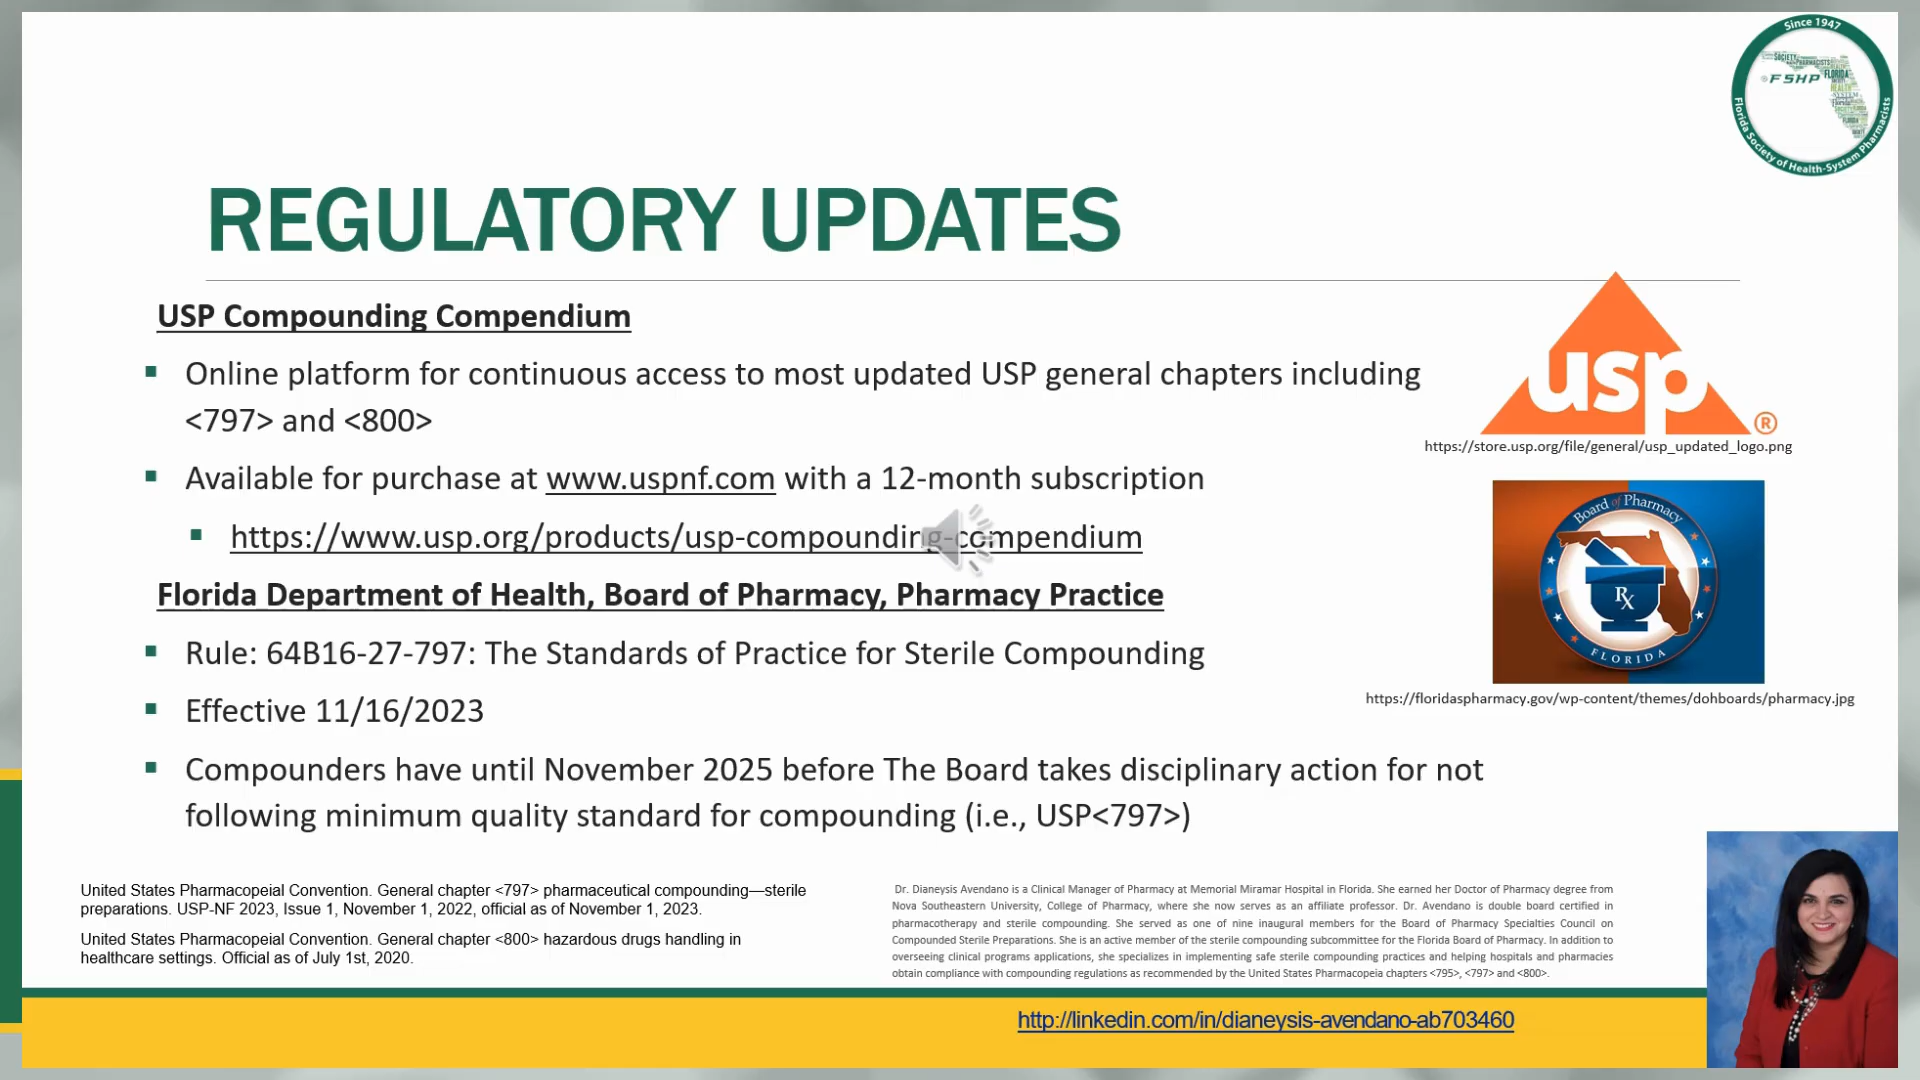 Since 1947
SOCIETY
PHARMACISTS
FSHP
FLORIDA
HEALTH
Florida Society of Health-System Pharmacists
REGULATORY UPDATES
USP Compounding Compendium
Online platform for continuous access to most updated USP general chapters including
<797> and <800>
Available for purchase at www.uspnf.com with a 12-month subscription
https://www.usp.org/products/usp-compounding-compendium
usp®
https://store.usp.org/file/general/usp_updated_logo.png
Board of Pharmacy
RX
FLORIDA
https://floridaspharmacy.gov/wp-content/themes/dohboards/pharmacy.jpg
Florida Department of Health, Board of Pharmacy, Pharmacy Practice
Rule: 64B16-27-797: The Standards of Practice for Sterile Compounding
Effective 11/16/2023
Compounders have until November 2025 before The Board takes disciplinary action for not
following minimum quality standard for compounding (i.e., USP<797>)
United States Pharmacopeial Convention. General chapter <797> pharmaceutical compounding—sterile
preparations. USP-NF 2023, Issue 1, November 1, 2022, official as of November 1, 2023.
United States Pharmacopeial Convention. General chapter <800> hazardous drugs handling in
healthcare settings. Official as of July 1st, 2020.
Dr. Dianeysis Avendano is a Clinical Manager of Pharmacy at Memorial Miramar Hospital in Florida. She earned her Doctor of Pharmacy degree from
Nova Southeastern University, College of Pharmacy, where she now serves as an affiliate professor. Dr. Avendano is double board certified in
pharmacotherapy and sterile compounding. She served as one of nine inaugural members for the Board of Pharmacy Specialties Council on
Compounded Sterile Preparations. She is an active member of the sterile compounding subcommittee for the Florida Board of Pharmacy. In addition to
overseeing clinical programs applications, she specializes in implementing safe sterile compounding practices and helping hospitals and pharmacies
obtain compliance with compounding regulations as recommended by the United States Pharmacopeia chapters <795>, <797> and <800>.
http://linkedin.com/in/dianeysis-avendano-ab703460